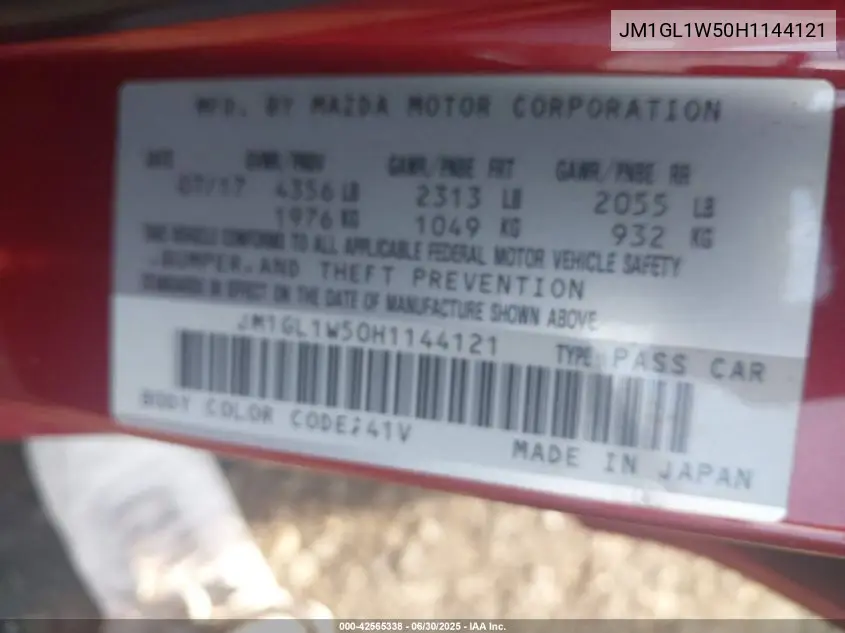 JM1GL1W50H1144121
MFD. BY MAZDA MOTOR CORPORATION
DATE GVWR/PNBV GAWR/PNBE FRT GAWR/PNBE RR
07/17 4356 LB 2313 LB 2055 LB
1976 KG 1049 KG 932 KG
THIS VEHICLE CONFORMS TO ALL APPLICABLE FEDERAL MOTOR VEHICLE SAFETY
,BUMPER,AND THEFT PREVENTION
STANDARDS IN EFFECT ON THE DATE OF MANUFACTURE SHOWN ABOVE
JM1GL1W50H1144121 TYPE: PASS CAR
BODY COLOR CODE:41V
MADE IN JAPAN
000-42565338 - 06/30/2025 - IAA Inc.